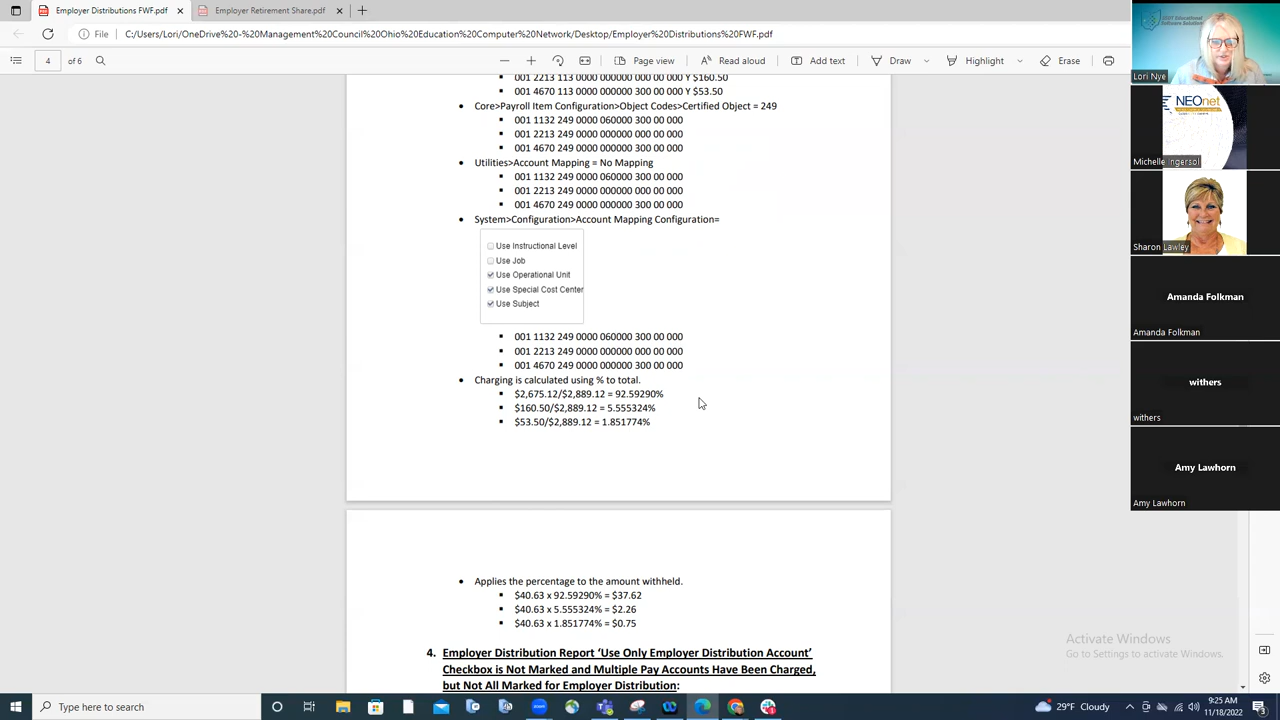 Employer Distributions FWF.pdf
Employer Retirement Share.pdf
File
C:/Users/Lori/OneDrive%20-%20Management%20Council%20Ohio%20Education%20Computer%20Network/Desktop/Employer%20Distributions%20FWF.pdf
4 of 6
Page view
Read aloud
Add text
Draw
Highlight
Erase
001 2213 113 0000 000000 000 00 000 Y $160.50
001 4670 113 0000 000000 300 00 000 Y $53.50
Core>Payroll Item Configuration>Object Codes>Certified Object = 249
001 1132 249 0000 060000 300 00 000
001 2213 249 0000 000000 000 00 000
001 4670 249 0000 000000 300 00 000
Utilities>Account Mapping = No Mapping
001 1132 249 0000 060000 300 00 000
001 2213 249 0000 000000 000 00 000
001 4670 249 0000 000000 300 00 000
System>Configuration>Account Mapping Configuration=
Use Instructional Level
Use Job
Use Operational Unit
Use Special Cost Center
Use Subject
001 1132 249 0000 060000 300 00 000
001 2213 249 0000 000000 000 00 000
001 4670 249 0000 000000 300 00 000
Charging is calculated using % to total.
$2,675.12/$2,889.12 = 92.59290%
$160.50/$2,889.12 = 5.555324%
$53.50/$2,889.12 = 1.851774%
Applies the percentage to the amount withheld.
$40.63 x 92.59290% = $37.62
$40.63 x 5.555324% = $2.26
$40.63 x 1.851774% = $0.75
4. Employer Distribution Report 'Use Only Employer Distribution Account'
Checkbox is Not Marked and Multiple Pay Accounts Have Been Charged,
but Not All Marked for Employer Distribution:
Lori Nye
NEOnet
Michelle Ingersol
Sharon Lawley
Amanda Folkman
Amanda Folkman
withers
withers
Amy Lawhorn
Amy Lawhorn
Activate Windows
Go to Settings to activate Windows.
Type here to search
29°F Cloudy
9:25 AM
11/18/2022
3